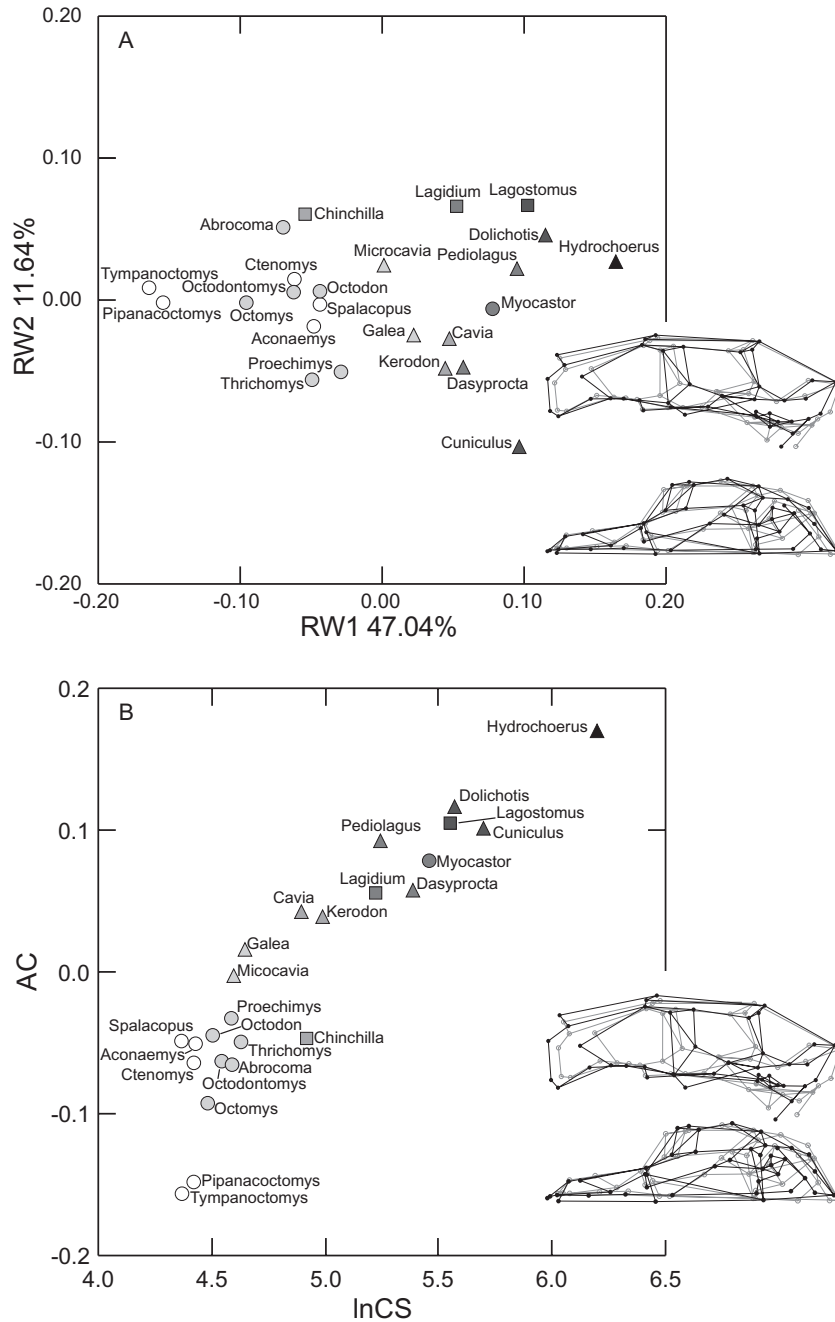 0.20
A
Lagidium
Lagostomus
Chinchilla
Abrocoma
Dolichotis
Hydrochoerus
Microcavia
Pediolagus
Ctenomys
Tympanoctomys
Octodontomys
Octodon
Pipanacoctomys
Octomys
Spalacopus
Myocastor
Aconaemys
Galea
Cavia
Proechimys
Kerodon
Thrichomys
Dasyprocta
Cuniculus
0.10
0.00
-0.10
-0.20
RW2 11.64%
-0.20
-0.10
0.00
0.10
0.20
RW1 47.04%
0.2
B
Hydrochoerus
Dolichotis
Lagostomus
Pediolagus
Cuniculus
Myocastor
Lagidium
Dasyprocta
Cavia
Kerodon
Galea
Micocavia
Proechimys
Spalacopus
Octodon
Chinchilla
Aconaemys
Thrichomys
Ctenomys
Abrocoma
Octodontomys
Octomys
Pipanacoctomys
Tympanoctomys
0.1
0.0
-0.1
-0.2
AC
4.0
4.5
5.0
5.5
6.0
6.5
lnCS